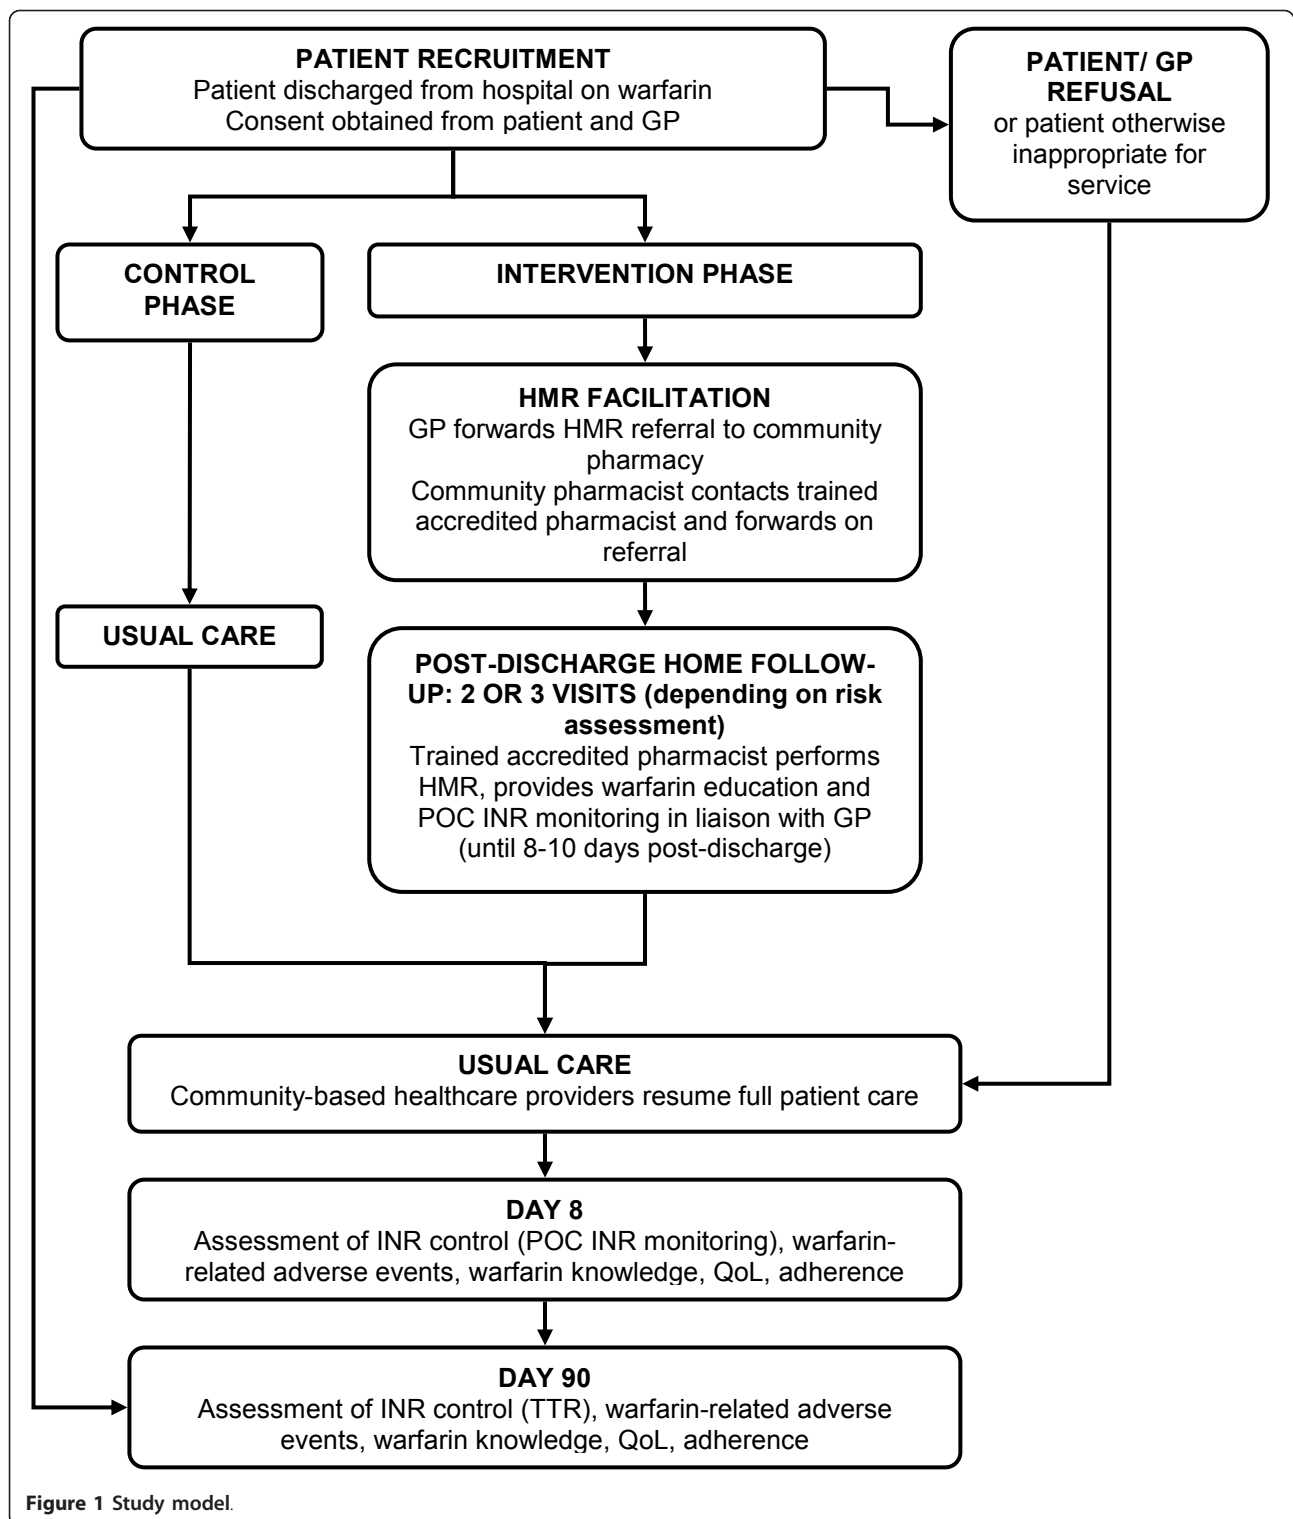 PATIENT RECRUITMENT
Patient discharged from hospital on warfarin
Consent obtained from patient and GP
PATIENT/ GP
REFUSAL
or patient otherwise
inappropriate for
service
CONTROL
PHASE
INTERVENTION PHASE
HMR FACILITATION
GP forwards HMR referral to community
pharmacy
Community pharmacist contacts trained
accredited pharmacist and forwards on
referral
USUAL CARE
POST-DISCHARGE HOME FOLLOW-
UP: 2 OR 3 VISITS (depending on risk
assessment)
Trained accredited pharmacist performs
HMR, provides warfarin education and
POC INR monitoring in liaison with GP
(until 8-10 days post-discharge)
USUAL CARE
Community-based healthcare providers resume full patient care
DAY 8
Assessment of INR control (POC INR monitoring), warfarin-
related adverse events, warfarin knowledge, QoL, adherence
DAY 90
Assessment of INR control (TTR), warfarin-related adverse
events, warfarin knowledge, QoL, adherence
Figure 1 Study model.